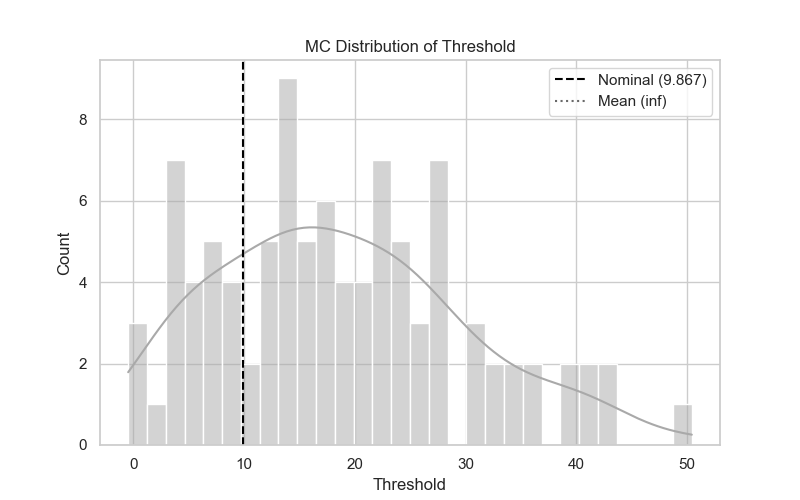 MC Distribution of Threshold
Nominal (9.867)
Mean (inf)
8
6
4
2
0
Count
0 10 20 30 40 50
Threshold